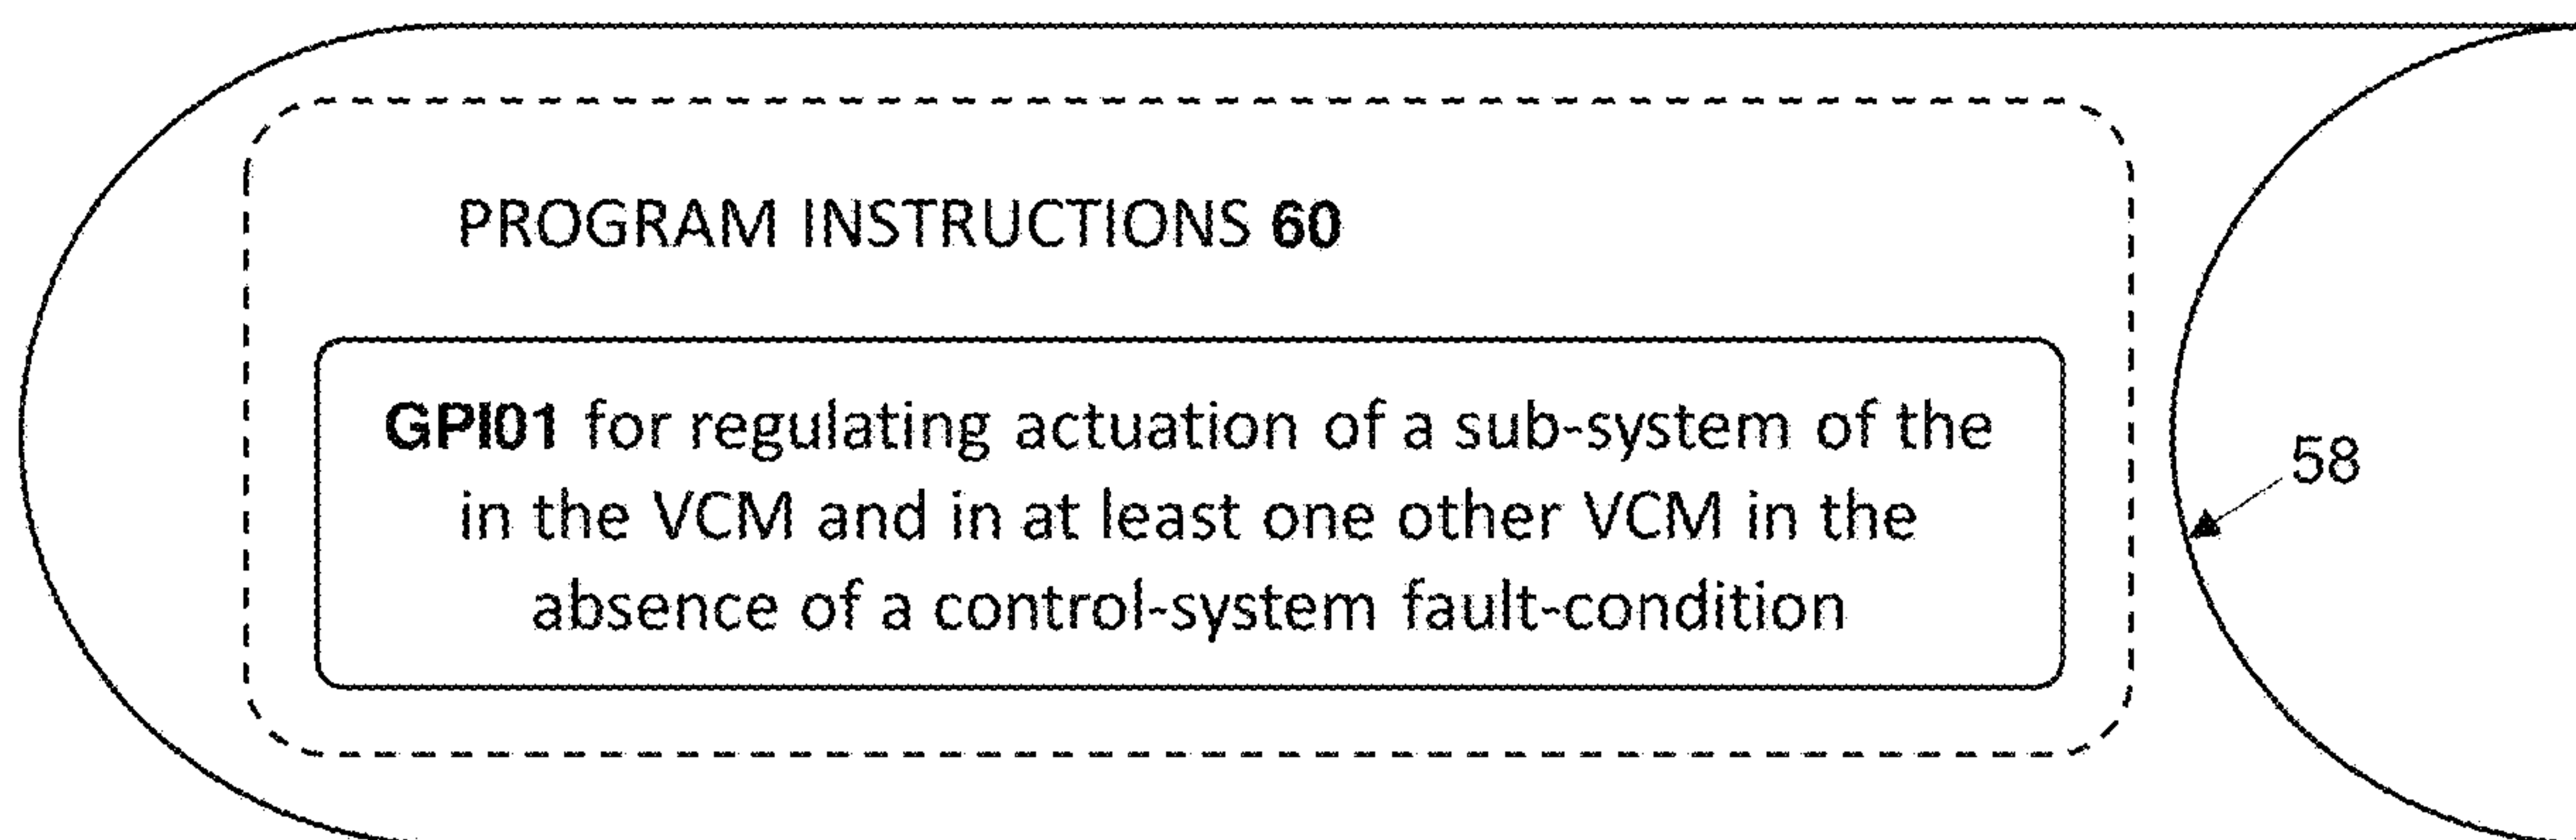 PROGRAM INSTRUCTIONS 60
GPI01 for regulating actuation of a sub-system of the
in the VCM and in at least one other VCM in the
absence of a control-system fault-condition
58